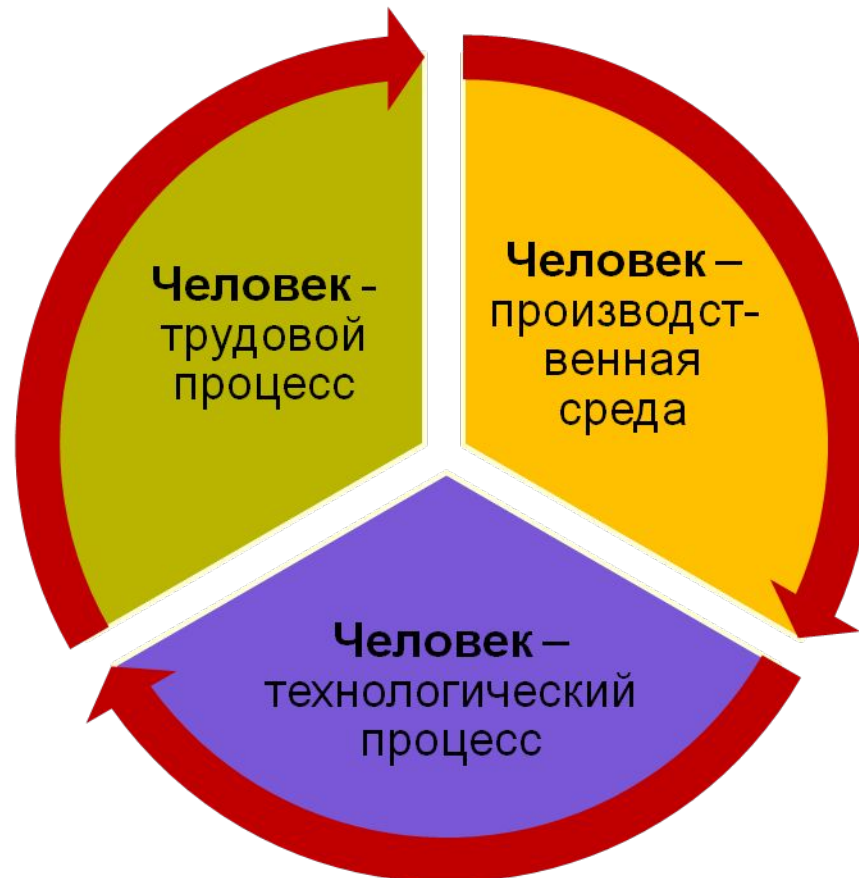 Человек -
трудовой
процесс
Человек –
производст-
венная
среда
Человек –
технологический
процесс